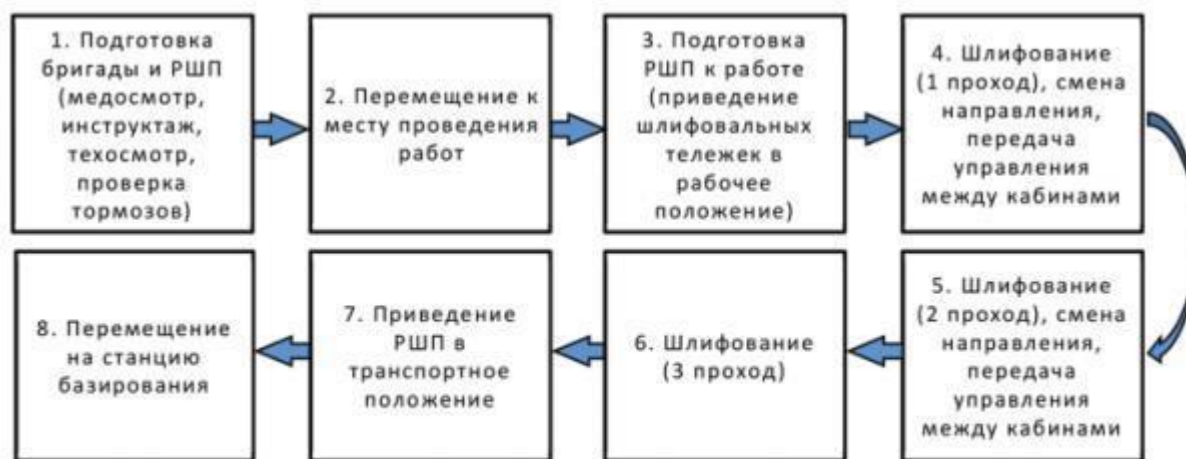 1. Подготовка
бригады и РШП
(медосмотр,
инструктаж,
техосмотр,
проверка
тормозов)
2. Перемещение к
месту проведения
работ
3. Подготовка
РШП к работе
(приведение
шлифовальных
тележек в
рабочее
положение)
4. Шлифование
(1 проход), смена
направления,
передача
управления
между кабинами
5. Шлифование
(2 проход), смена
направления,
передача
управления
между кабинами
6. Шлифование
(3 проход)
7. Приведение
РШП в
транспортное
положение
8. Перемещение
на станцию
базирования